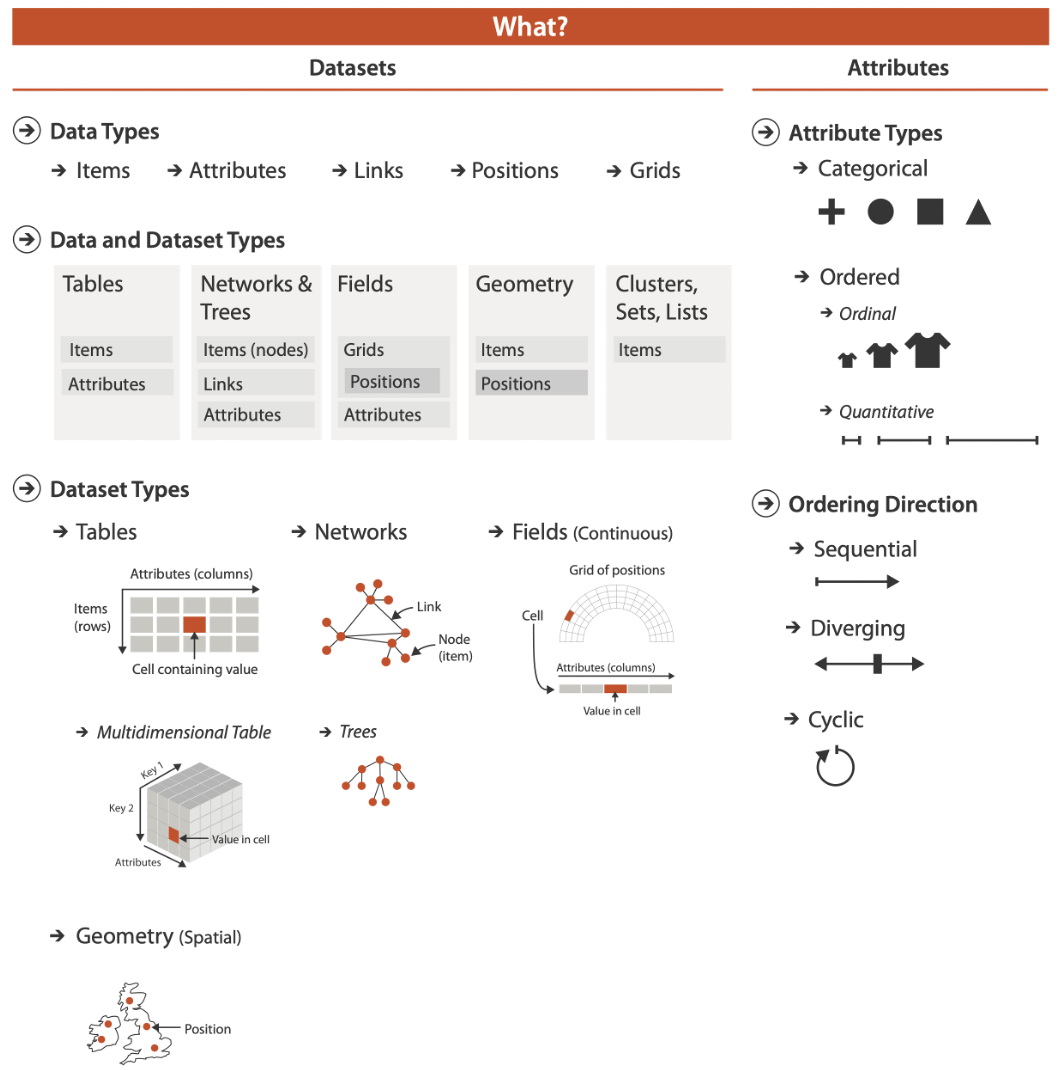 What?
Datasets
Attributes
Data Types
Items
Attributes
Links
Positions
Grids
Data and Dataset Types
Tables
Items
Attributes
Networks &
Trees
Items (nodes)
Links
Attributes
Fields
Grids
Positions
Attributes
Geometry
Items
Positions
Clusters,
Sets, Lists
Items
Dataset Types
Tables
Attributes (columns)
Items
(rows)
Cell containing value
Networks
Link
Node
(item)
Fields (Continuous)
Grid of positions
Cell
Attributes (columns)
Value in cell
Multidimensional Table
Key 1
Key 2
Value in cell
Attributes
Trees
Geometry (Spatial)
Position
Attribute Types
Categorical
Ordered
Ordinal
Quantitative
Ordering Direction
Sequential
Diverging
Cyclic